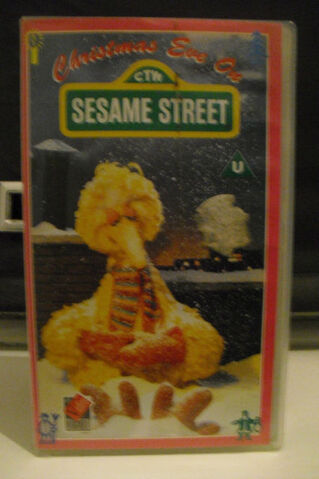 Christmas Eve On
CTW
SESAME STREET
U